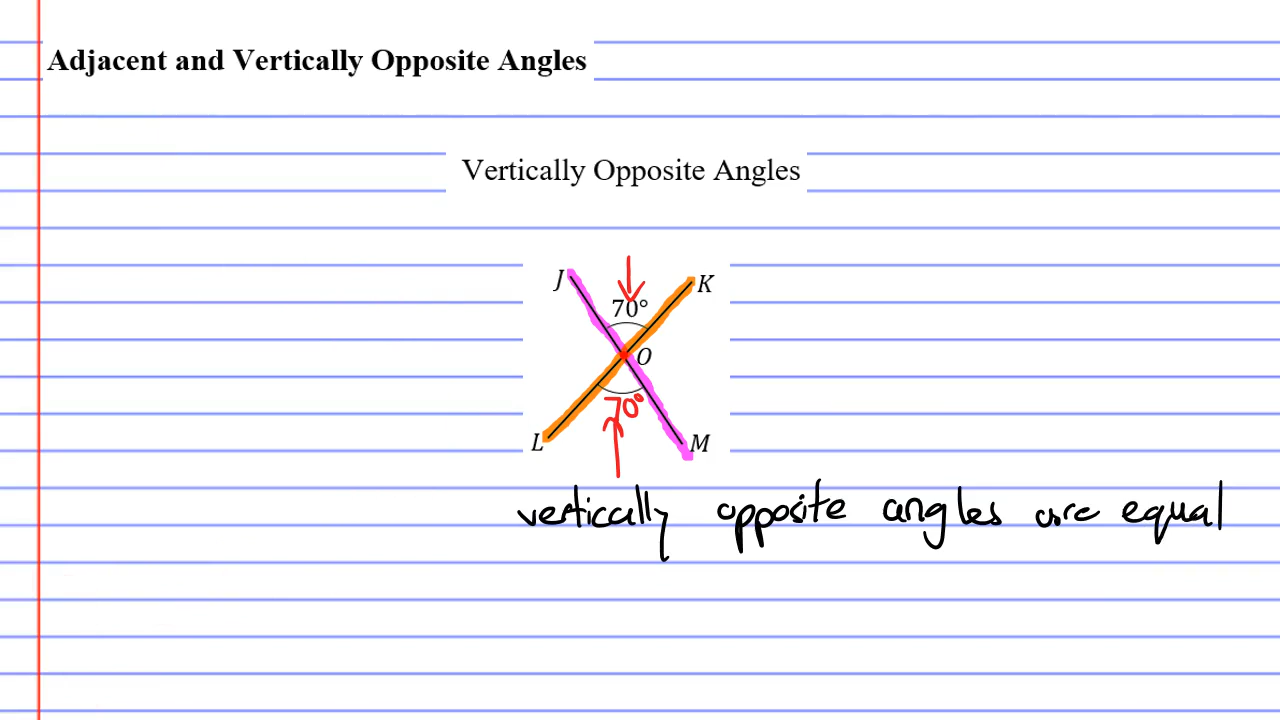 Adjacent and Vertically Opposite Angles
Vertically Opposite Angles
J K
70°
O
70°
L M
vertically opposite angles are equal